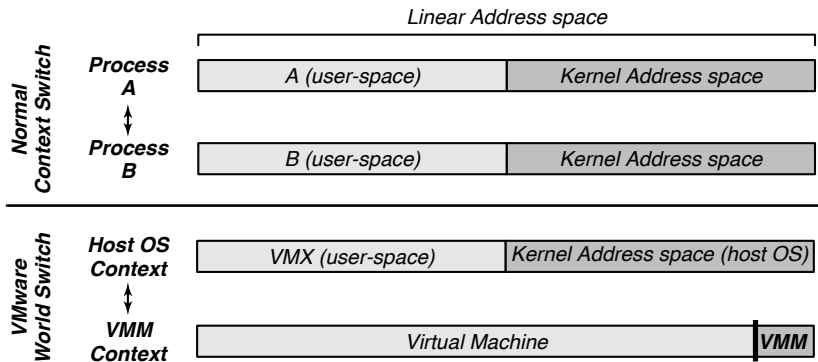 Linear Address space
Normal
Context Switch
Process
A
A (user-space)
Kernel Address space
Process
B
B (user-space)
Kernel Address space
VMware
World Switch
Host OS
Context
VMX (user-space)
Kernel Address space (host OS)
VMM
Context
Virtual Machine
VMM